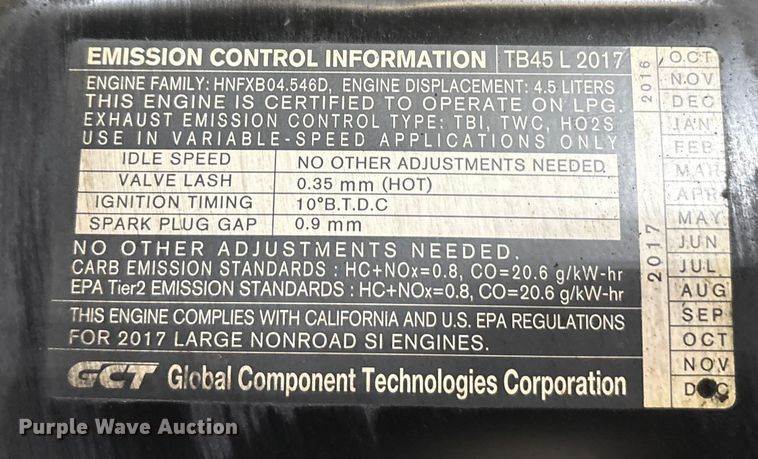 EMISSION CONTROL INFORMATION TB45 L 2017
ENGINE FAMILY: HNFXB04.546D, ENGINE DISPLACEMENT: 4.5 LITERS
THIS ENGINE IS CERTIFIED TO OPERATE ON LPG.
EXHAUST EMISSION CONTROL TYPE: TBI, TWC, HO2S
USE IN VARIABLE-SPEED APPLICATIONS ONLY
IDLE SPEED NO OTHER ADJUSTMENTS NEEDED
VALVE LASH 0.35 mm (HOT)
IGNITION TIMING 10°B.T.D.C
SPARK PLUG GAP 0.9 mm
NO OTHER ADJUSTMENTS NEEDED.
CARB EMISSION STANDARDS : HC+NOx=0.8, CO=20.6 g/kW-hr
EPA Tier2 EMISSION STANDARDS : HC+NOx=0.8, CO=20.6 g/kW-hr
THIS ENGINE COMPLIES WITH CALIFORNIA AND U.S. EPA REGULATIONS
FOR 2017 LARGE NONROAD SI ENGINES.
GCT Global Component Technologies Corporation
2016
OCT
NOV
DEC
2017
JAN
FEB
MAR
APR
MAY
JUN
JUL
AUG
SEP
OCT
NOV
DEC
Purple Wave Auction